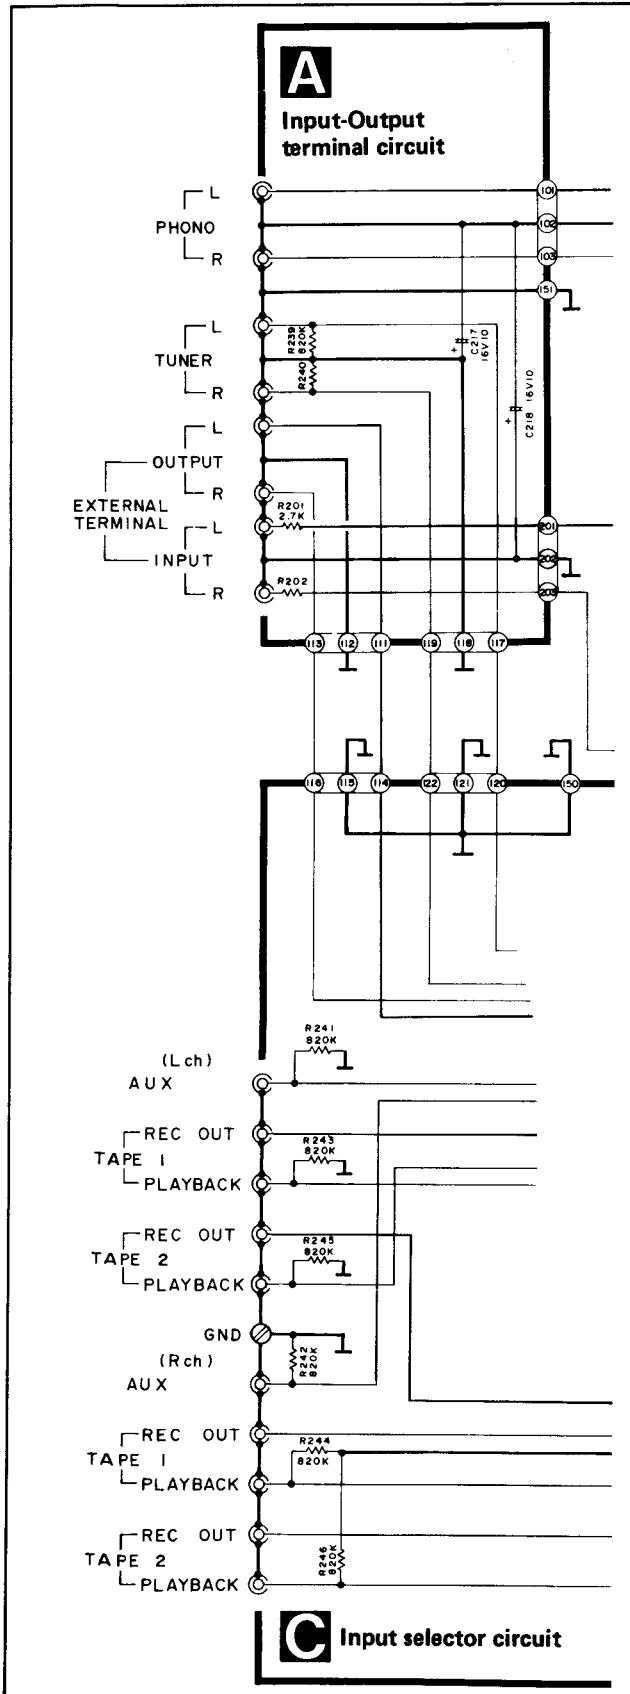 A
Input-Output
terminal circuit
L
PHONO
R
101
102
103
151
L
TUNER
R
R239
820K
R240
C217
16V10
C218 16V10
L
OUTPUT
R
EXTERNAL
TERMINAL
L
INPUT
R
R201
2.7K
R202
201
202
203
113
112
111
119
118
117
116
115
114
122
121
120
150
R241
820K
(Lch)
AUX
REC OUT
TAPE 1
PLAYBACK
R243
820K
REC OUT
TAPE 2
PLAYBACK
R245
820K
GND
(Rch)
AUX
R242
820K
REC OUT
TAPE 1
PLAYBACK
R244
820K
REC OUT
TAPE 2
PLAYBACK
R246
820K
C
Input selector circuit